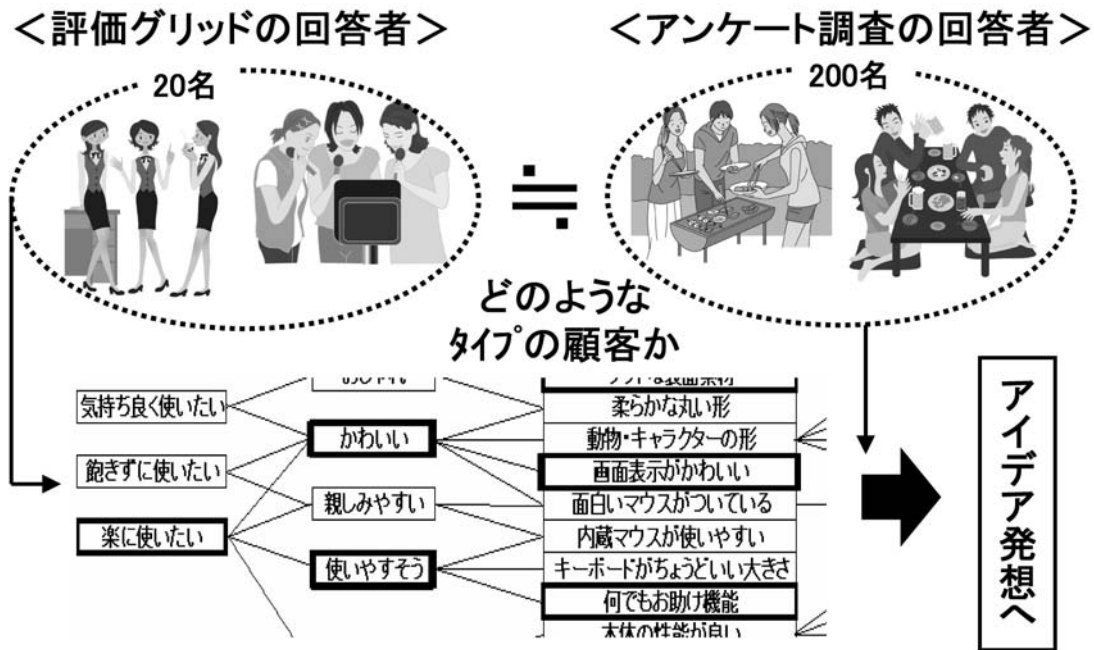 ＜評価グリッドの回答者＞
＜アンケート調査の回答者＞
20名
200名
≒
どのような
タイプの顧客か
気持ち良く使いたい
飽きずに使いたい
楽に使いたい
かわいい
親しみやすい
使いやすそう
柔らかな丸い形
動物・キャラクターの形
画面表示がかわいい
面白いマウスがついている
内蔵マウスが使いやすい
キーボードがちょうどいい大きさ
何でもお助け機能
本体の性能が良い
アイデア発想へ